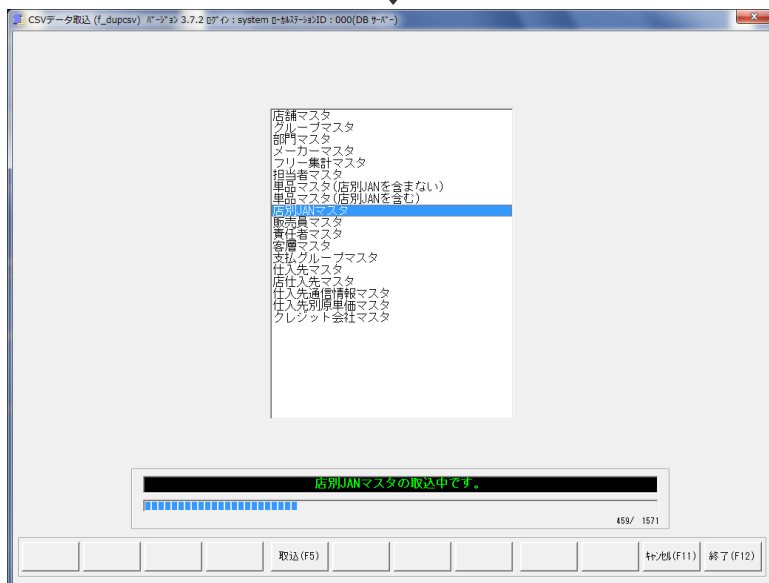 CSVデータ取込 (f_dupcsv) ﾊﾞｰｼﾞｮﾝ 3.7.2 ﾛｸﾞｲﾝ : system ﾛｰｶﾙｽﾃｰｼｮﾝID : 000(DB ｻｰﾊﾞｰ)
店舗マスタ
グループマスタ
部門マスタ
メーカーマスタ
フリー集計マスタ
担当者マスタ
単品マスタ(店別JANを含まない)
単品マスタ(店別JANを含む)
店別JANマスタ
販売員マスタ
責任者マスタ
客層マスタ
支払グループマスタ
仕入先マスタ
店仕入先マスタ
仕入先通信情報マスタ
仕入先別原単価マスタ
クレジット会社マスタ
店別JANマスタの取込中です。
459/ 1571
取込(F5) ｷｬﾝｾﾙ(F11) 終了(F12)